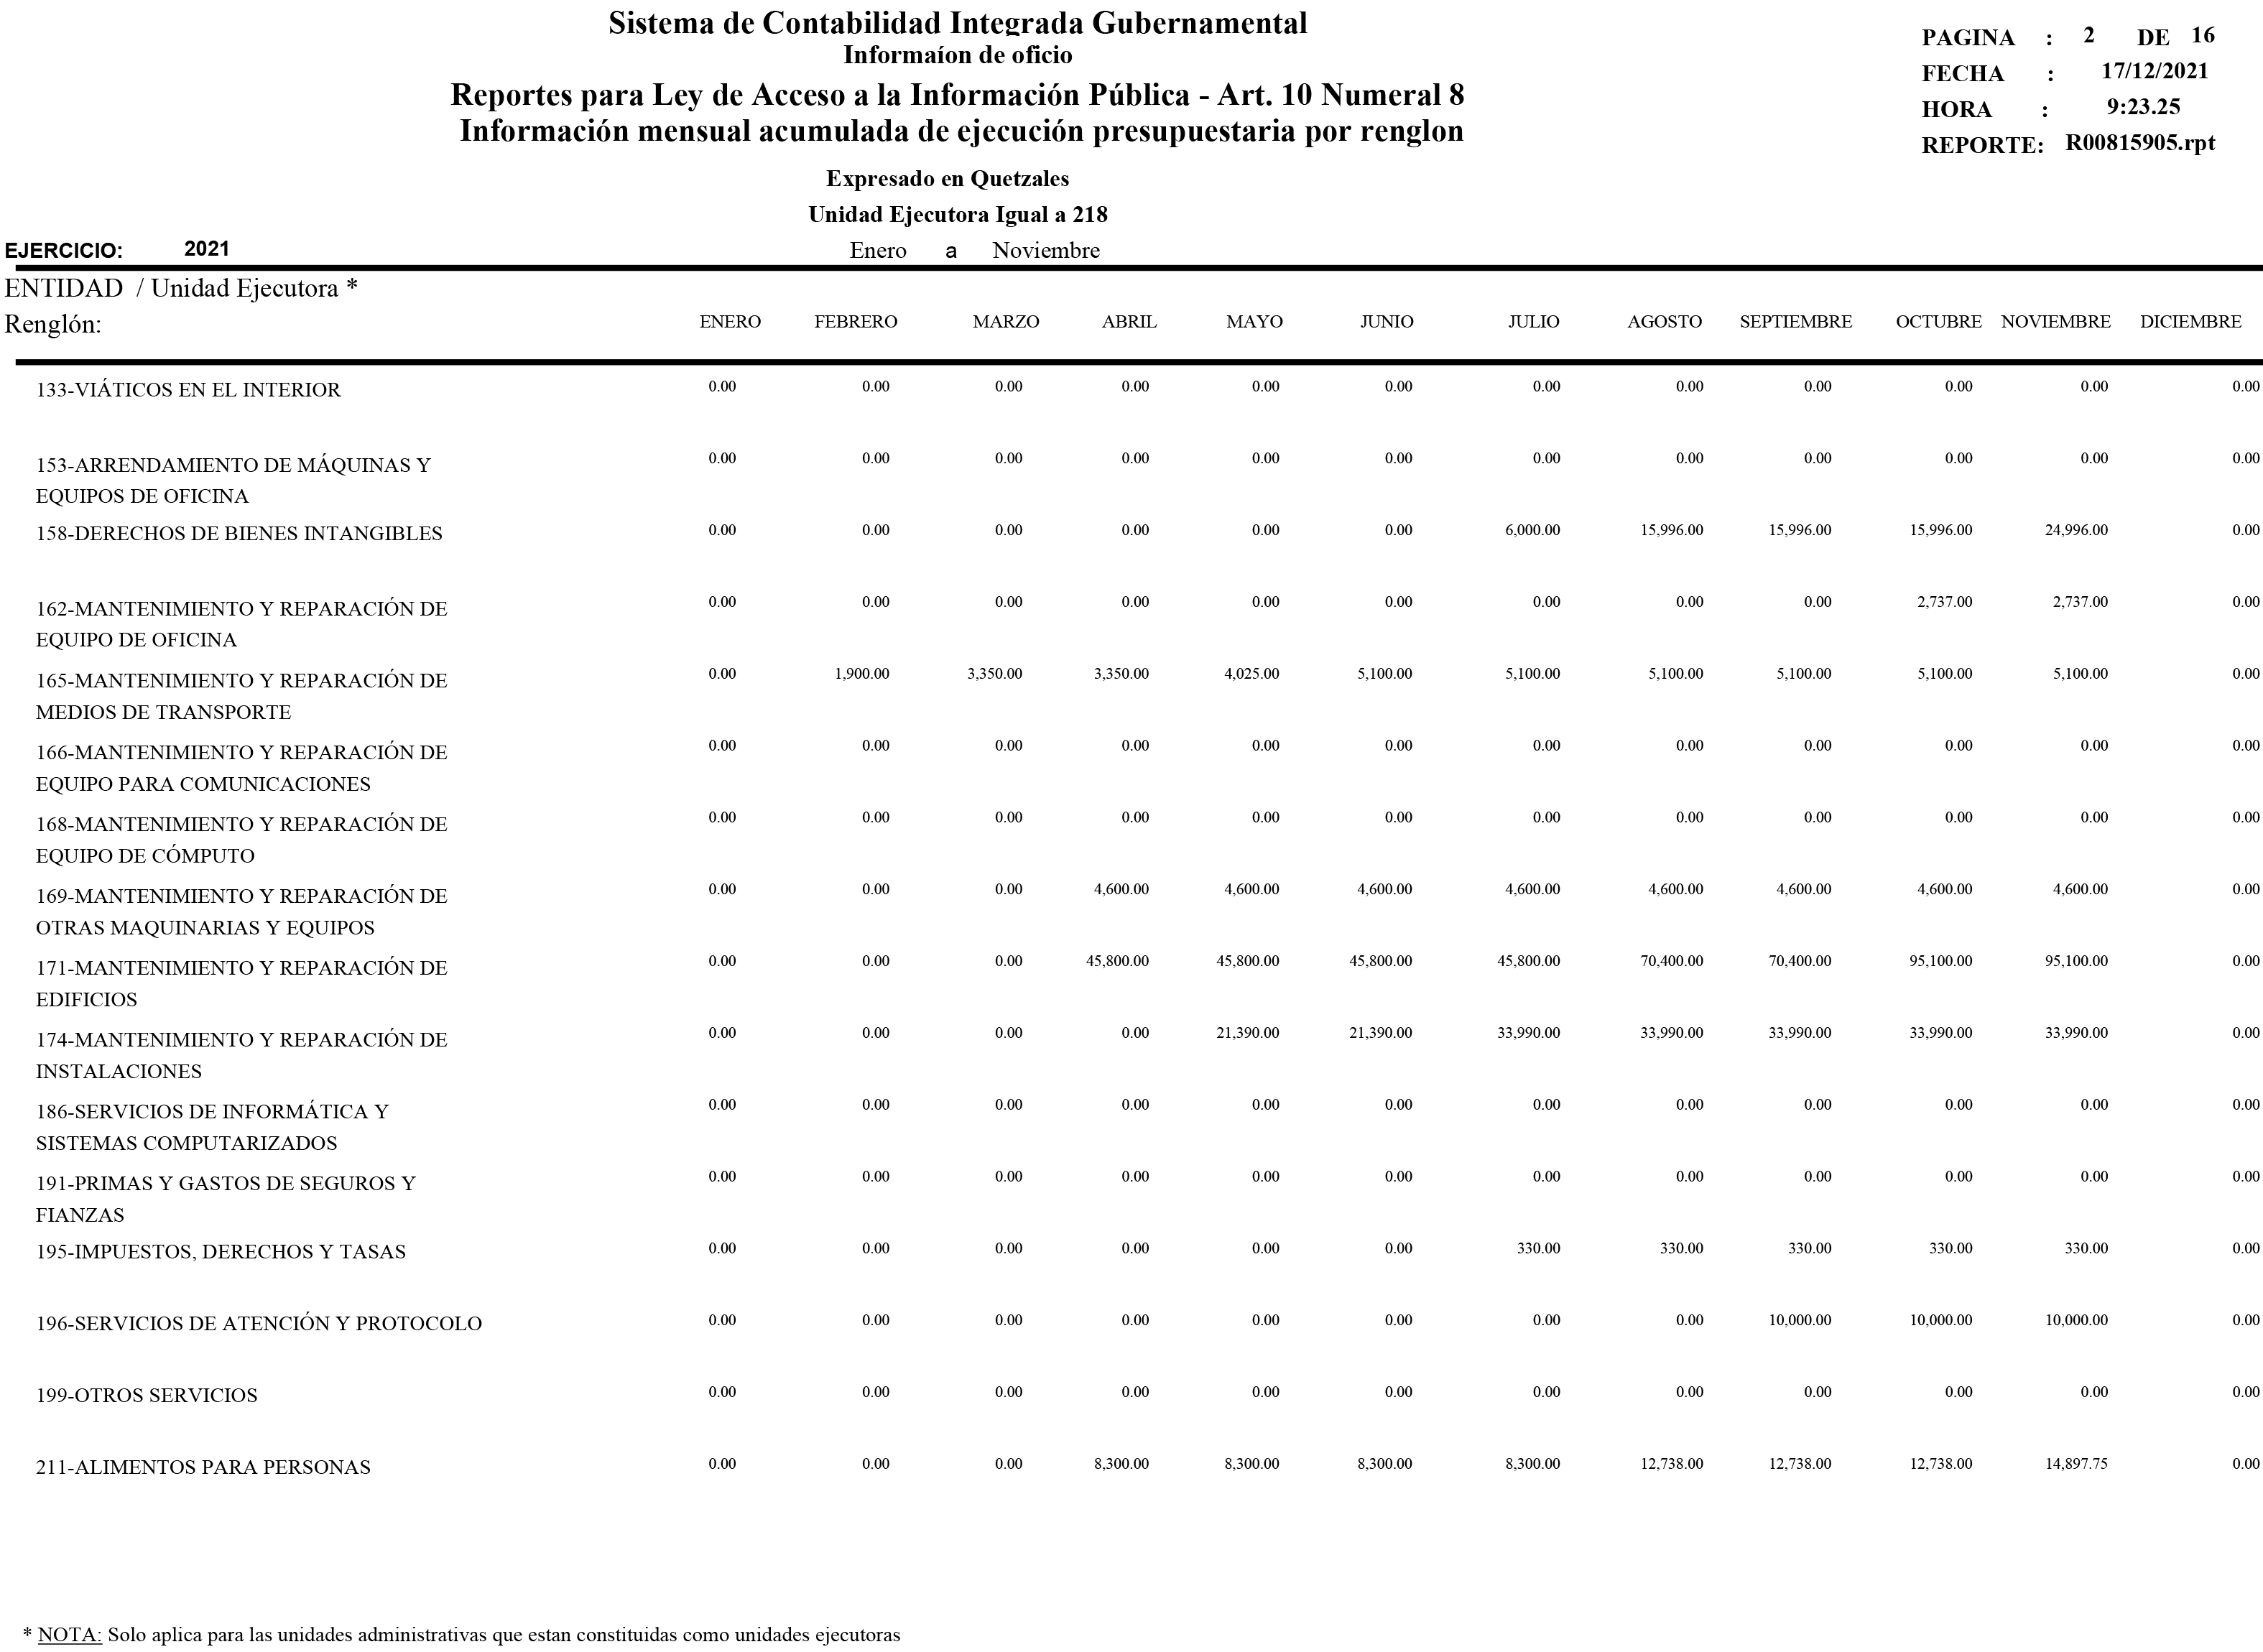 Sistema de Contabilidad Integrada Gubernamental
Informaíon de oficio
Reportes para Ley de Acceso a la Información Pública - Art. 10 Numeral 8
Información mensual acumulada de ejecución presupuestaria por renglon
Expresado en Quetzales
Unidad Ejecutora Igual a 218
PAGINA : 2 DE 16
FECHA : 17/12/2021
HORA : 9:23.25
REPORTE: R00815905.rpt
EJERCICIO: 2021 Enero a Noviembre
ENTIDAD / Unidad Ejecutora *
Renglón: ENERO FEBRERO MARZO ABRIL MAYO JUNIO JULIO AGOSTO SEPTIEMBRE OCTUBRE NOVIEMBRE DICIEMBRE
133-VIÁTICOS EN EL INTERIOR 0.00 0.00 0.00 0.00 0.00 0.00 0.00 0.00 0.00 0.00 0.00 0.00
153-ARRENDAMIENTO DE MÁQUINAS Y 0.00 0.00 0.00 0.00 0.00 0.00 0.00 0.00 0.00 0.00 0.00 0.00
EQUIPOS DE OFICINA
158-DERECHOS DE BIENES INTANGIBLES 0.00 0.00 0.00 0.00 0.00 0.00 6,000.00 15,996.00 15,996.00 15,996.00 24,996.00 0.00
162-MANTENIMIENTO Y REPARACIÓN DE 0.00 0.00 0.00 0.00 0.00 0.00 0.00 0.00 0.00 2,737.00 2,737.00 0.00
EQUIPO DE OFICINA
165-MANTENIMIENTO Y REPARACIÓN DE 0.00 1,900.00 3,350.00 3,350.00 4,025.00 5,100.00 5,100.00 5,100.00 5,100.00 5,100.00 5,100.00 0.00
MEDIOS DE TRANSPORTE
166-MANTENIMIENTO Y REPARACIÓN DE 0.00 0.00 0.00 0.00 0.00 0.00 0.00 0.00 0.00 0.00 0.00 0.00
EQUIPO PARA COMUNICACIONES
168-MANTENIMIENTO Y REPARACIÓN DE 0.00 0.00 0.00 0.00 0.00 0.00 0.00 0.00 0.00 0.00 0.00 0.00
EQUIPO DE CÓMPUTO
169-MANTENIMIENTO Y REPARACIÓN DE 0.00 0.00 0.00 4,600.00 4,600.00 4,600.00 4,600.00 4,600.00 4,600.00 4,600.00 4,600.00 0.00
OTRAS MAQUINARIAS Y EQUIPOS
171-MANTENIMIENTO Y REPARACIÓN DE 0.00 0.00 0.00 45,800.00 45,800.00 45,800.00 45,800.00 70,400.00 70,400.00 95,100.00 95,100.00 0.00
EDIFICIOS
174-MANTENIMIENTO Y REPARACIÓN DE 0.00 0.00 0.00 0.00 21,390.00 21,390.00 33,990.00 33,990.00 33,990.00 33,990.00 33,990.00 0.00
INSTALACIONES
186-SERVICIOS DE INFORMÁTICA Y 0.00 0.00 0.00 0.00 0.00 0.00 0.00 0.00 0.00 0.00 0.00 0.00
SISTEMAS COMPUTARIZADOS
191-PRIMAS Y GASTOS DE SEGUROS Y 0.00 0.00 0.00 0.00 0.00 0.00 0.00 0.00 0.00 0.00 0.00 0.00
FIANZAS
195-IMPUESTOS, DERECHOS Y TASAS 0.00 0.00 0.00 0.00 0.00 0.00 330.00 330.00 330.00 330.00 330.00 0.00
196-SERVICIOS DE ATENCIÓN Y PROTOCOLO 0.00 0.00 0.00 0.00 0.00 0.00 0.00 0.00 10,000.00 10,000.00 10,000.00 0.00
199-OTROS SERVICIOS 0.00 0.00 0.00 0.00 0.00 0.00 0.00 0.00 0.00 0.00 0.00 0.00
211-ALIMENTOS PARA PERSONAS 0.00 0.00 0.00 8,300.00 8,300.00 8,300.00 8,300.00 12,738.00 12,738.00 12,738.00 14,897.75 0.00
* NOTA: Solo aplica para las unidades administrativas que estan constituidas como unidades ejecutoras